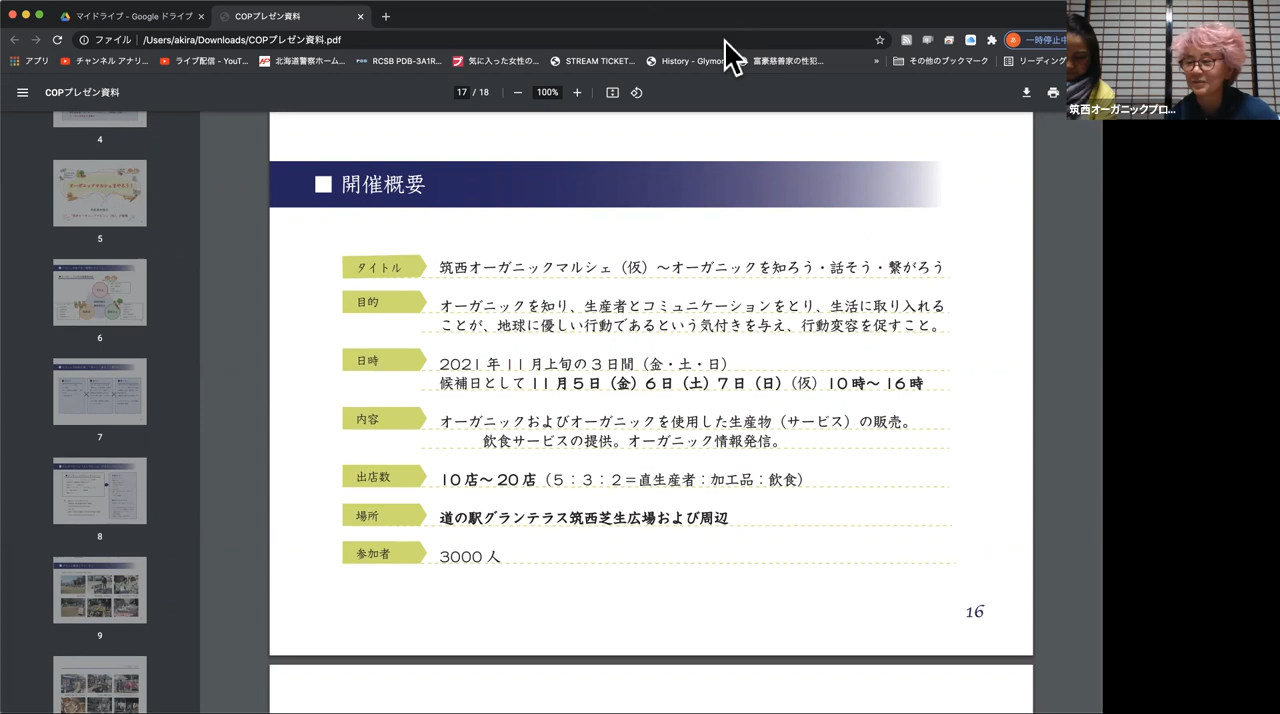 マイドライブ - Google ドライブ
COPプレゼン資料
ファイル
/Users/akira/Downloads/COPプレゼン資料.pdf
一時停止中
アプリ
チャンネル アナリ...
ライブ配信 - YouT...
北海道警察ホーム...
RCSB PDB-3A1R...
気に入った女性の...
STREAM TICKET...
History - Glymo
富豪慈善家の性犯...
»
その他のブックマーク
リーディング
COPプレゼン資料
17 / 18
100%
筑西オーガニックプロ...
4
5
6
7
8
9
■ 開催概要
タイトル 筑西オーガニックマルシェ（仮）～オーガニックを知ろう・話そう・繋がろう
目的 オーガニックを知り、生産者とコミュニケーションをとり、生活に取り入れる
ことが、地球に優しい行動であるという気付きを与え、行動変容を促すこと。
日時 2021年11月上旬の3日間（金・土・日）
候補日として11月5日（金）6日（土）7日（日）（仮）10時～16時
内容 オーガニックおよびオーガニックを使用した生産物（サービス）の販売。
飲食サービスの提供。オーガニック情報発信。
出店数 10店～20店（5：3：2＝直生産者：加工品：飲食）
場所 道の駅グランテラス筑西芝生広場および周辺
参加者 3000人
16